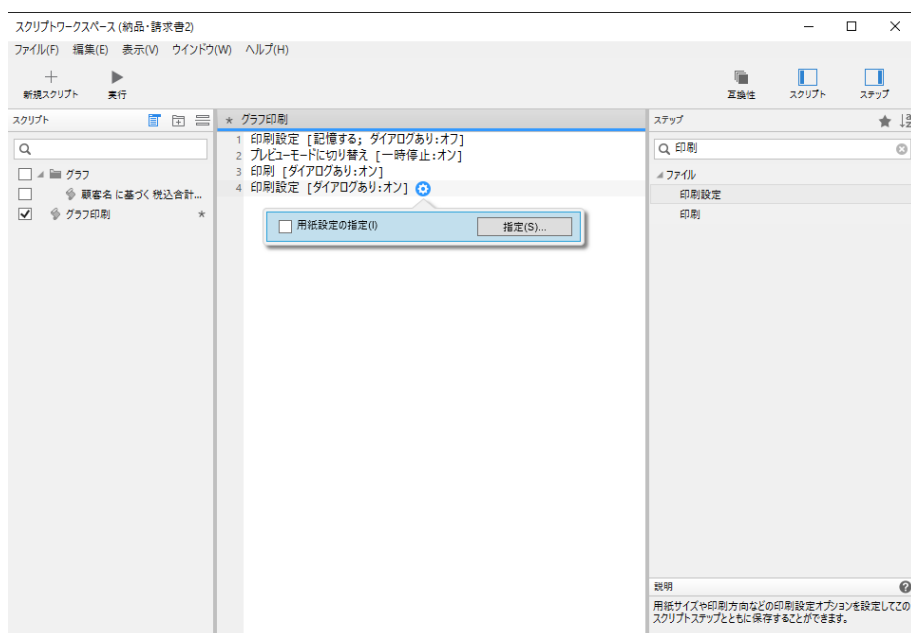 スクリプトワークスペース (納品・請求書2)
ファイル(F) 編集(E) 表示(V) ウインドウ(W) ヘルプ(H)
新規スクリプト 実行 互換性 スクリプト ステップ
スクリプト
グラフ
顧客名 に基づく 税込合計...
グラフ印刷 *
* グラフ印刷
1 印刷設定 [記憶する; ダイアログあり:オフ]
2 プレビューモードに切り替え [一時停止:オン]
3 印刷 [ダイアログあり:オン]
4 印刷設定 [ダイアログあり:オン]
用紙設定の指定(I) 指定(S)...
ステップ
印刷
ファイル
印刷設定
印刷
説明
用紙サイズや印刷方向などの印刷設定オプションを設定してこの
スクリプトステップとともに保存することができます。